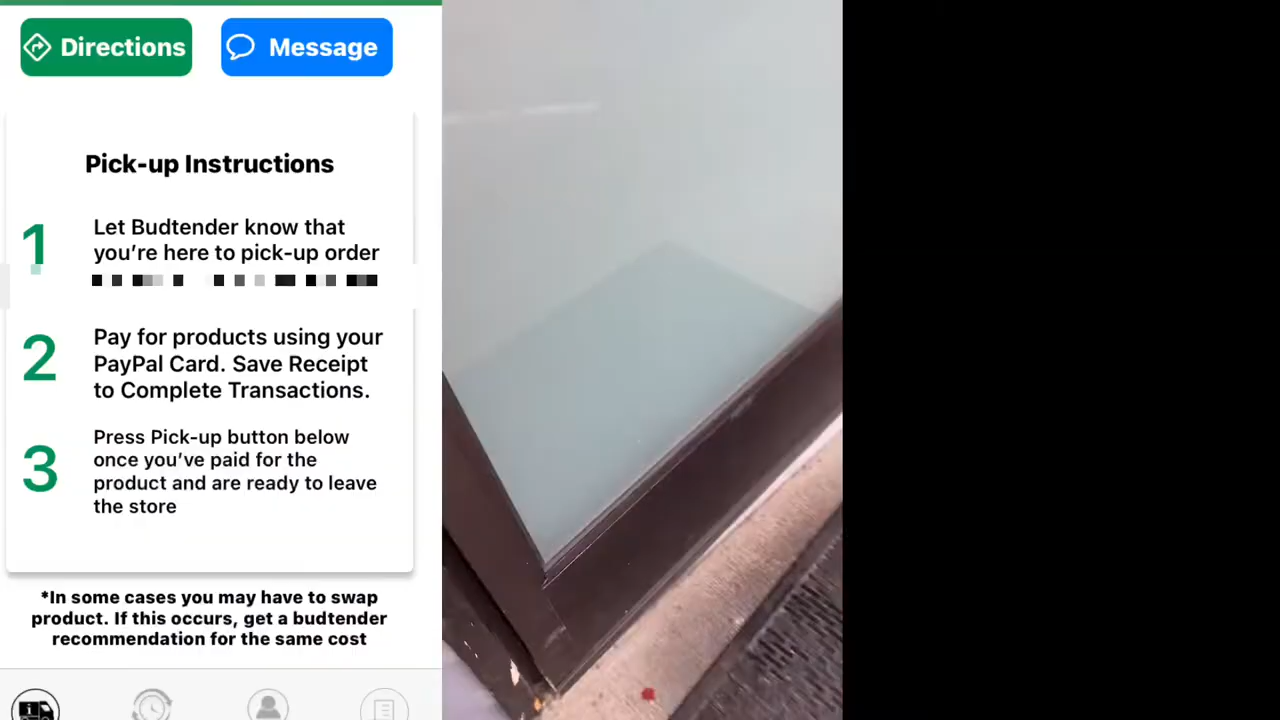 Directions
Message
Pick-up Instructions
1
Let Budtender know that
you're here to pick-up order
2
Pay for products using your
PayPal Card. Save Receipt
to Complete Transactions.
3
Press Pick-up button below
once you've paid for the
product and are ready to leave
the store
*In some cases you may have to swap
product. If this occurs, get a budtender
recommendation for the same cost